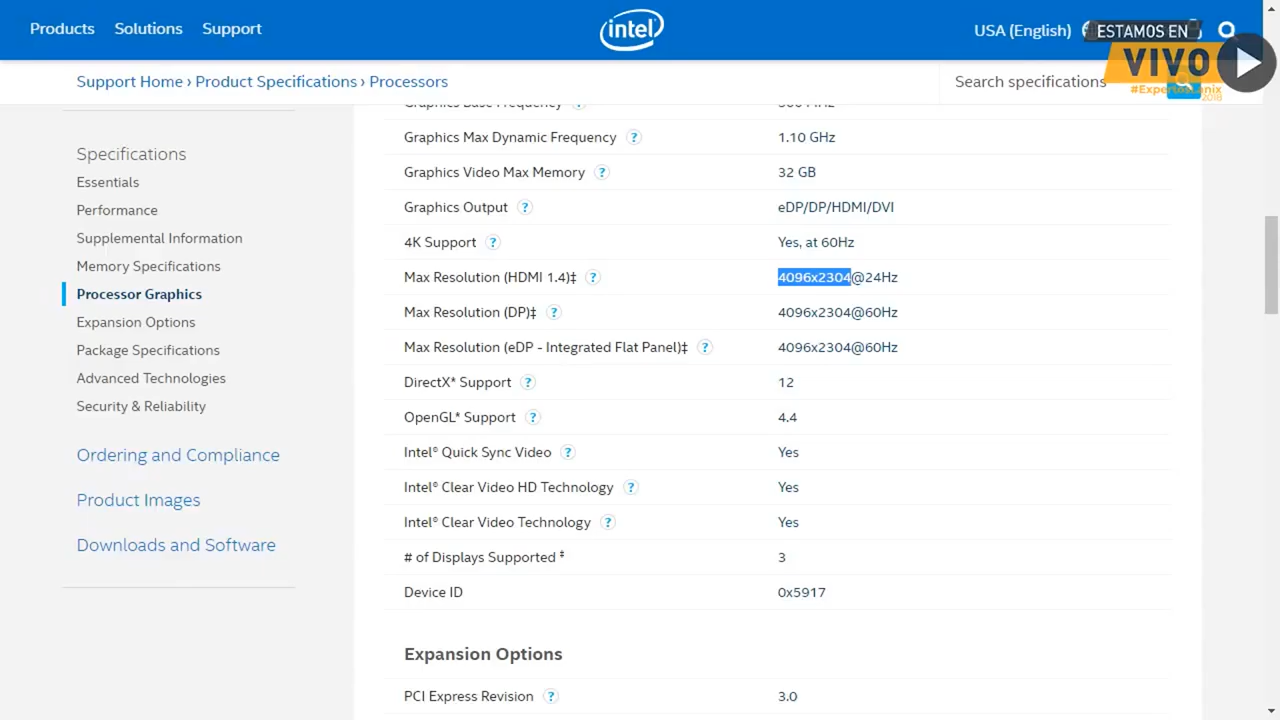 Products Solutions Support intel USA (English) ESTAMOS EN
VIVO
#ExpertosLanix
2018
Support Home › Product Specifications › Processors Search specifications
Specifications
Essentials
Performance
Supplemental Information
Memory Specifications
Processor Graphics
Expansion Options
Package Specifications
Advanced Technologies
Security & Reliability
Ordering and Compliance
Product Images
Downloads and Software
Graphics Base Frequency ?
Graphics Max Dynamic Frequency ? 1.10 GHz
Graphics Video Max Memory ? 32 GB
Graphics Output ? eDP/DP/HDMI/DVI
4K Support ? Yes, at 60Hz
Max Resolution (HDMI 1.4)‡ ? 4096x2304@24Hz
Max Resolution (DP)‡ ? 4096x2304@60Hz
Max Resolution (eDP - Integrated Flat Panel)‡ ? 4096x2304@60Hz
DirectX* Support ? 12
OpenGL* Support ? 4.4
Intel® Quick Sync Video ? Yes
Intel® Clear Video HD Technology ? Yes
Intel® Clear Video Technology ? Yes
# of Displays Supported ‡ 3
Device ID 0x5917
Expansion Options
PCI Express Revision ? 3.0